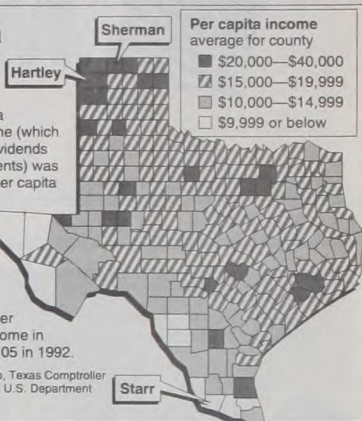 Sherman
Hartley
Per capita income
average for county
$20,000—$40,000
$15,000—$19,999
$10,000—$14,999
$9,999 or below
a
ne (which
vidends
ents) was
er capita
er
ome in
05 in 1992.
, Texas Comptroller
U.S. Department
Starr